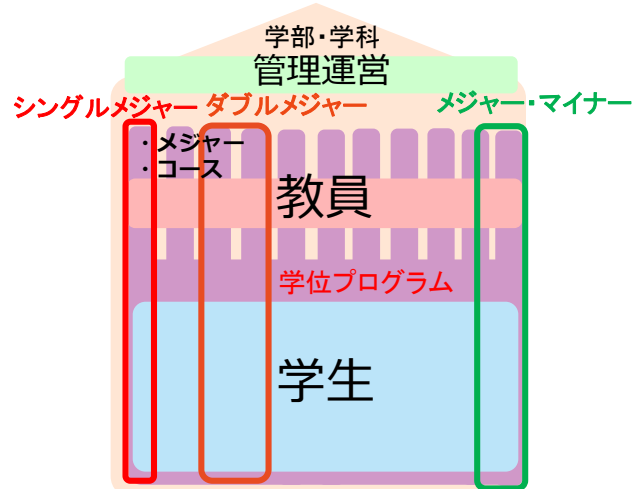 学部・学科
管理運営
シングルメジャー
ダブルメジャー
メジャー・マイナー
・メジャー
・コース
教員
学位プログラム
学生